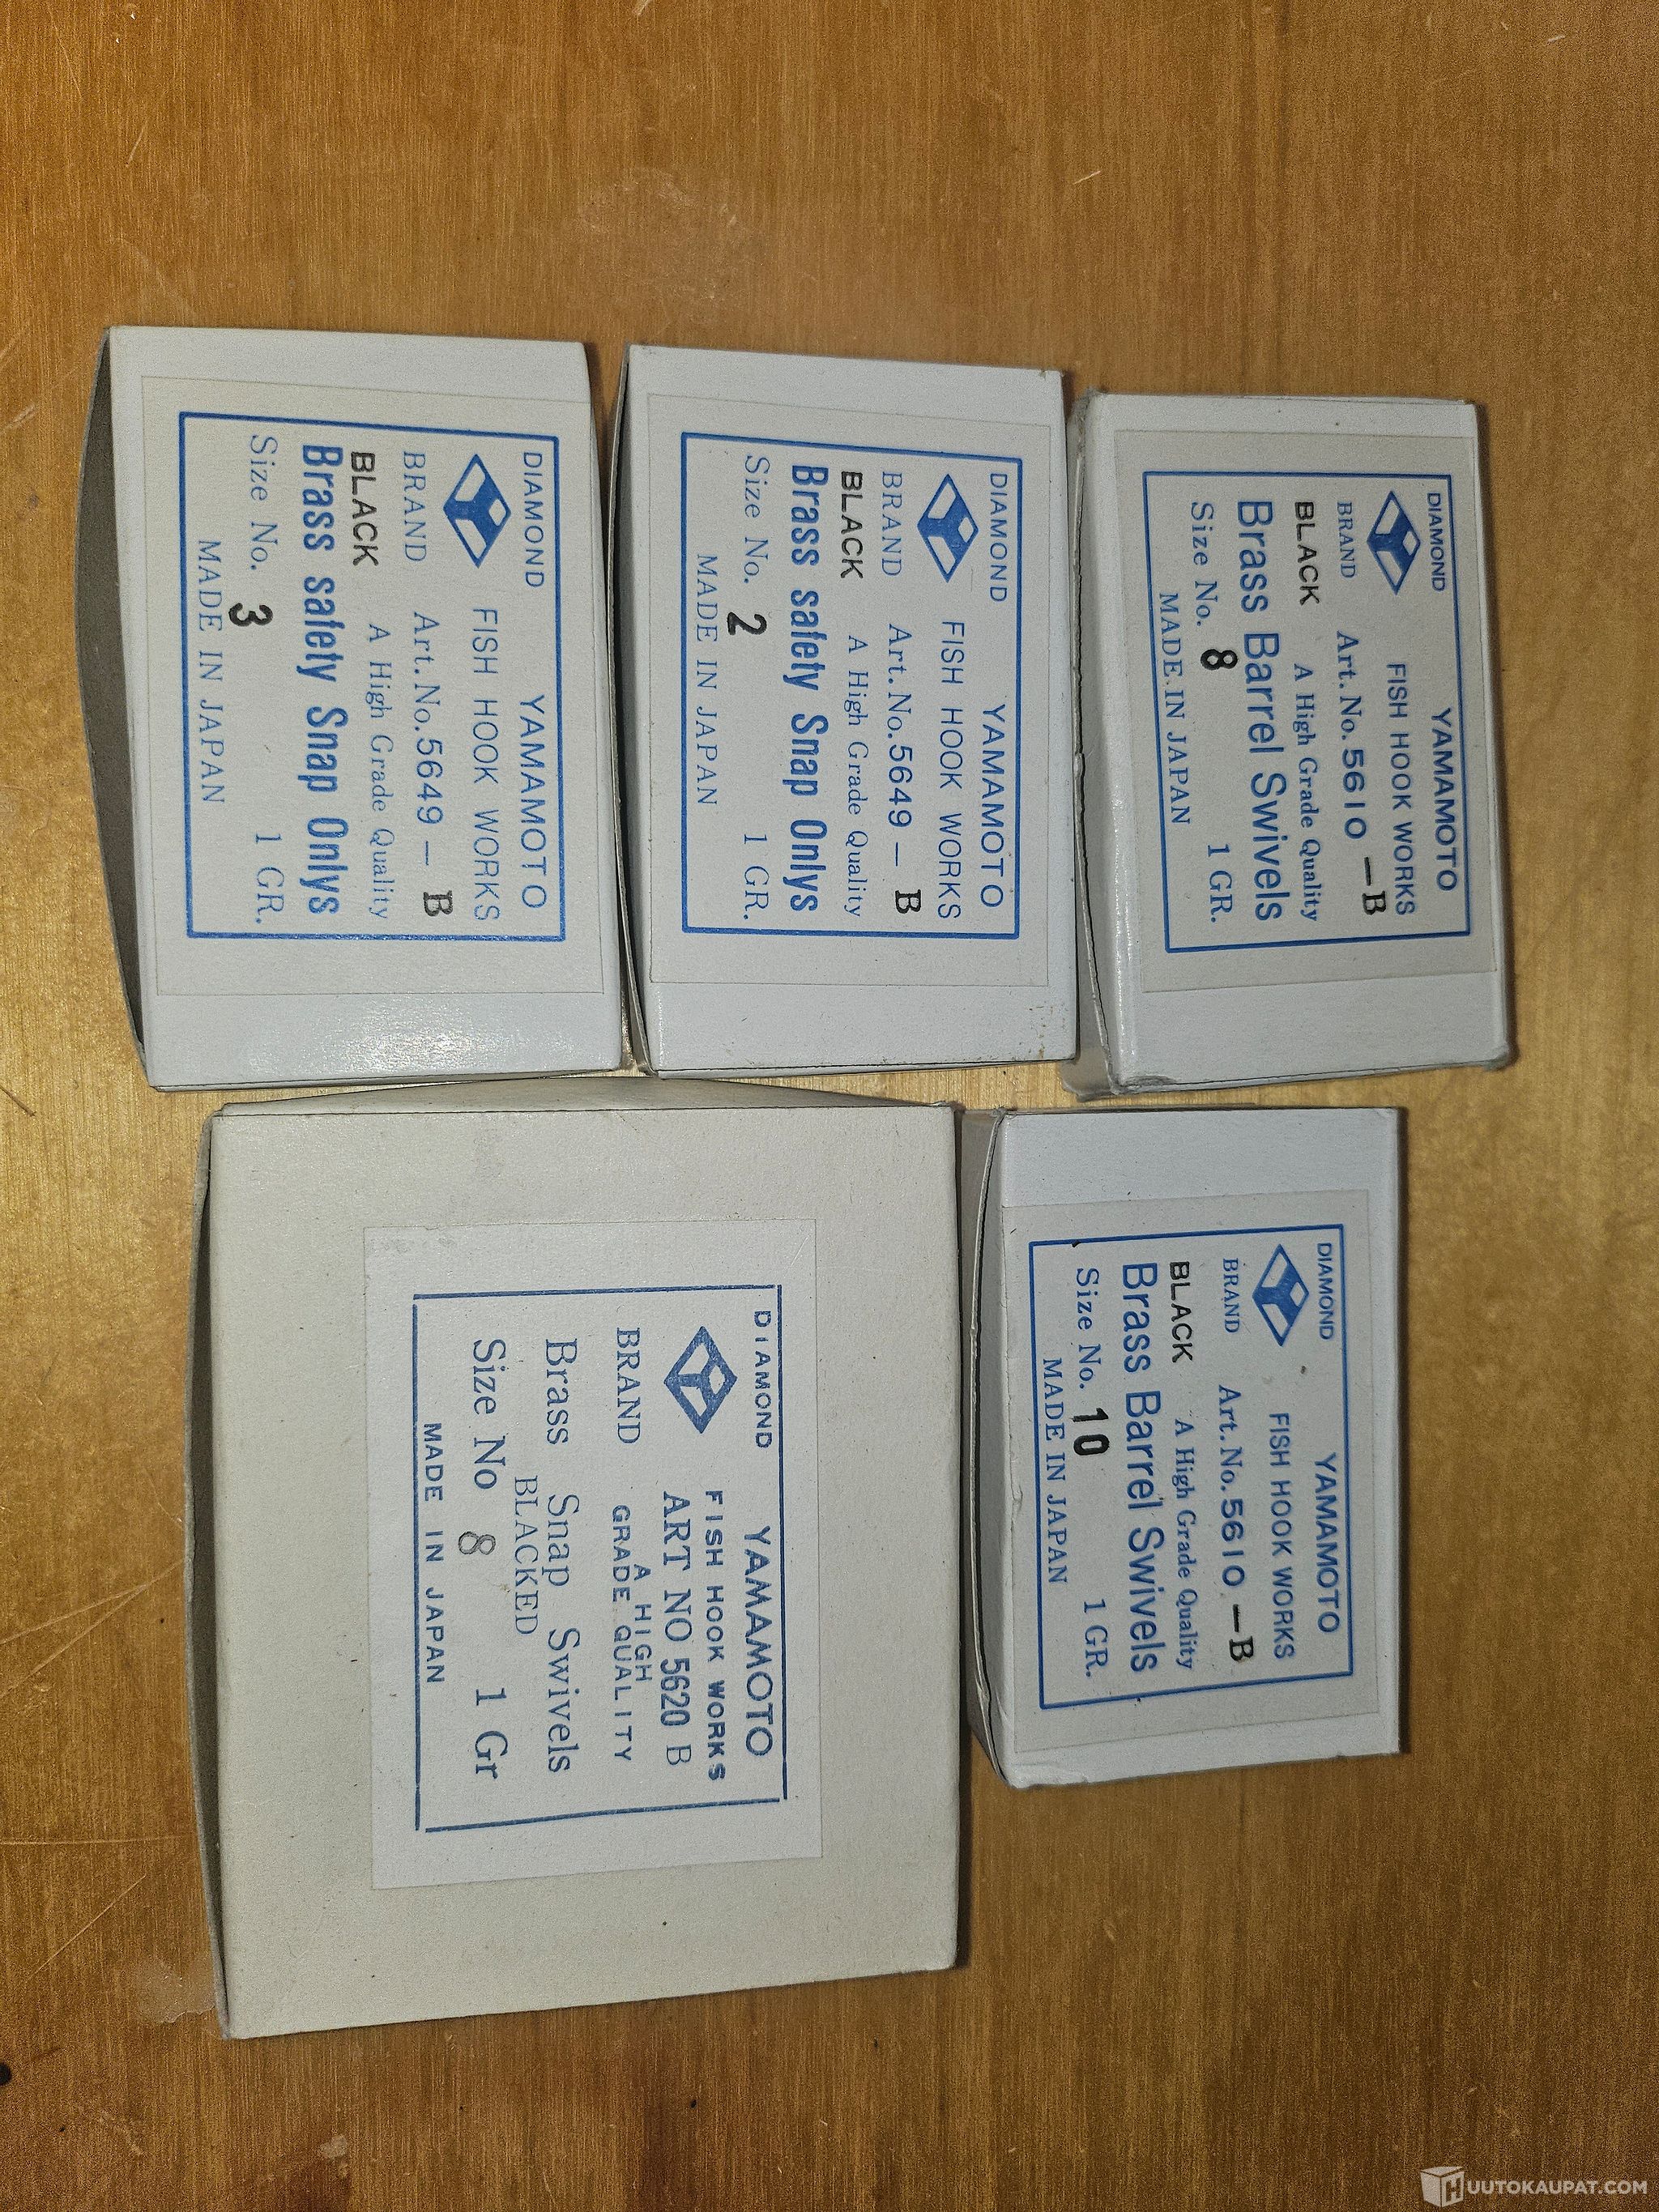 DIAMOND YAMAMOTO
FISH HOOK WORKS
BRAND Art. No. 5610 — B
BLACK A High Grade Quality
Brass Barrel Swivels
Size No. 8 1 GR.
MADE IN JAPAN
DIAMOND YAMAMOTO
FISH HOOK WORKS
BRAND Art. No. 5649 — B
BLACK A High Grade Quality
Brass safety Snap Onlys
Size No. 2 1 GR.
MADE IN JAPAN
DIAMOND YAMAMOTO
FISH HOOK WORKS
BRAND Art. No. 5649 — B
BLACK A High Grade Quality
Brass safety Snap Onlys
Size No. 3 1 GR.
MADE IN JAPAN
DIAMOND YAMAMOTO
FISH HOOK WORKS
BRAND Art. No. 5610 — B
BLACK A High Grade Quality
Brass Barrel Swivels
Size No. 10 1 GR.
MADE IN JAPAN
DIAMOND YAMAMOTO
FISH HOOK WORKS
ART NO 5620 B
BRAND A HIGH
GRADE QUALITY
Brass Snap Swivels
BLACKED
Size No 8 1 Gr
MADE IN JAPAN
HUUTOKAUPAT.COM